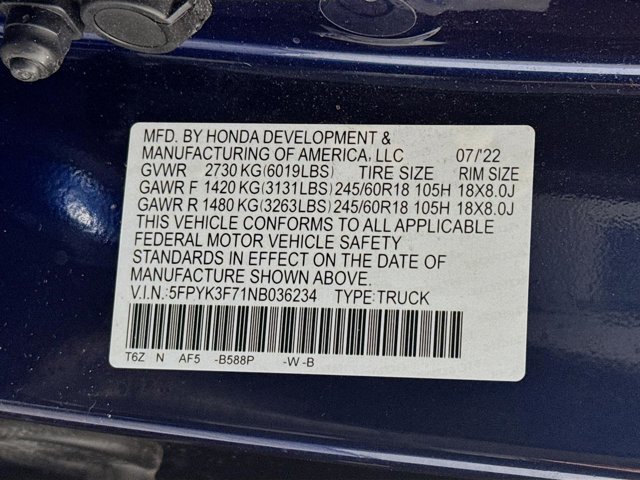 MFD. BY HONDA DEVELOPMENT &
MANUFACTURING OF AMERICA, LLC 07/'22
GVWR 2730 KG(6019LBS) TIRE SIZE RIM SIZE
GAWR F 1420 KG(3131LBS) 245/60R18 105H 18X8.0J
GAWR R 1480 KG(3263LBS) 245/60R18 105H 18X8.0J
THIS VEHICLE CONFORMS TO ALL APPLICABLE
FEDERAL MOTOR VEHICLE SAFETY
STANDARDS IN EFFECT ON THE DATE OF
MANUFACTURE SHOWN ABOVE.
V.I.N.:5FPYK3F71NB036234 TYPE:TRUCK
T6Z N AF5 -B588P -W-B